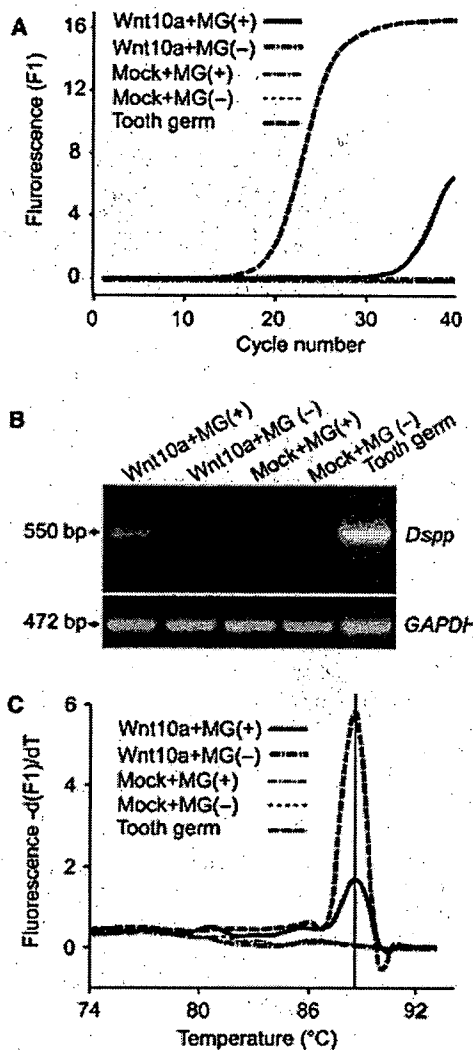 A
Flurorescence (F1)
16
12
8
4
0
Wnt10a+MG(+)
Wnt10a+MG(−)
Mock+MG(+)
Mock+MG(−)
Tooth germ
0 10 20 30 40
Cycle number
B
Wnt10a+MG(+) Wnt10a+MG (−) Mock+MG(+) Mock+MG (−) Tooth germ
550 bp Dspp
472 bp GAPDH
C
Fluorescence -d(F1)/dT
6
4
2
0
Wnt10a+MG(+)
Wnt10a+MG(−)
Mock+MG(+)
Mock+MG(−)
Tooth germ
74 80 86 92
Temperature (°C)